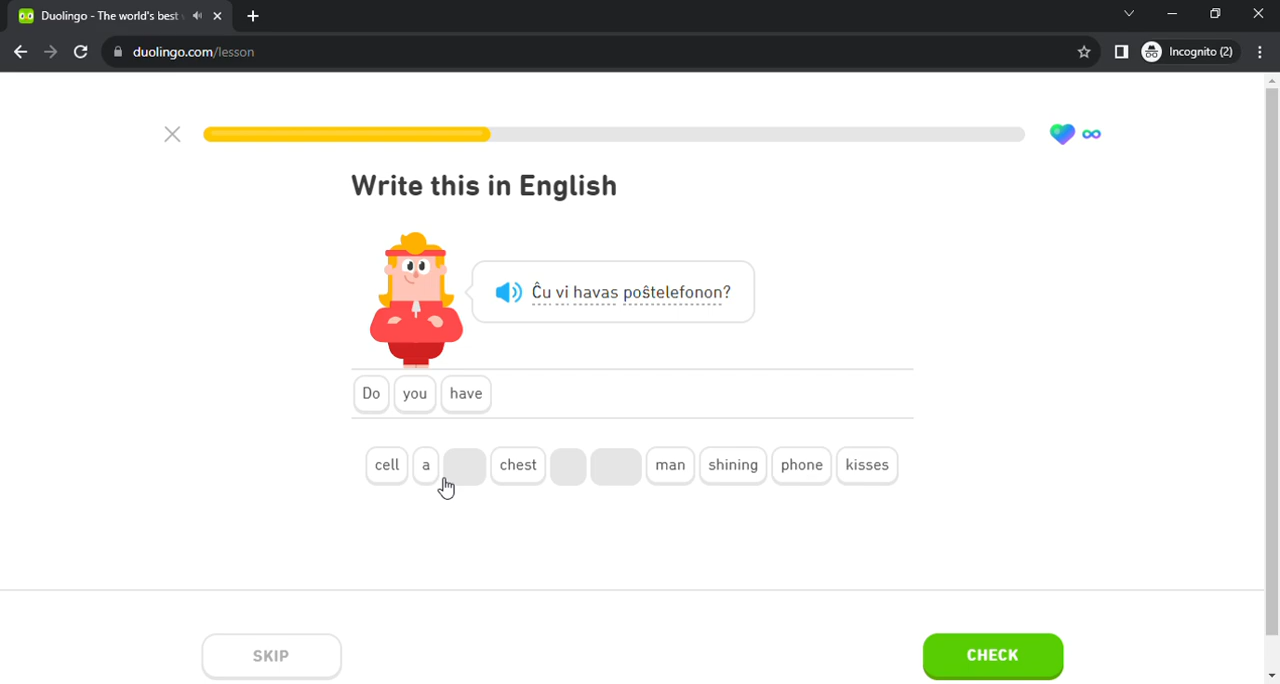 Duolingo - The world's best
duolingo.com/lesson
Incognito (2)
Write this in English
Ĉu vi havas poŝtelefonon?
Do you have
cell a chest man shining phone kisses
SKIP
CHECK